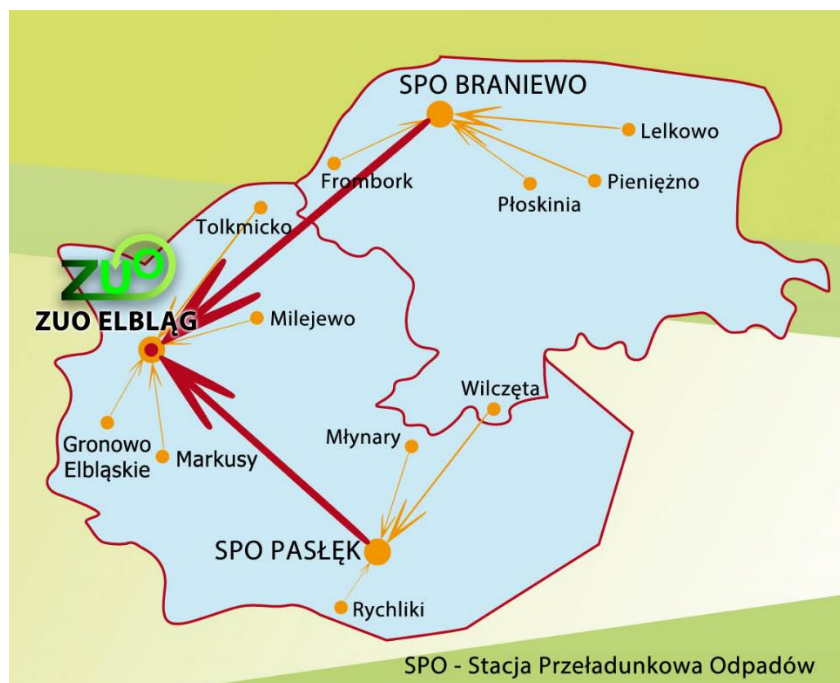 SPO BRANIEWO
Lelkowo
Frombork
Pieniężno
Płoskinia
Tolkmicko
ZUO
ZUO ELBLĄG
Milejewo
Wilczęta
Młynary
Gronowo
Elbląskie
Markusy
SPO PASŁĘK
Rychliki
SPO - Stacja Przeładunkowa Odpadów